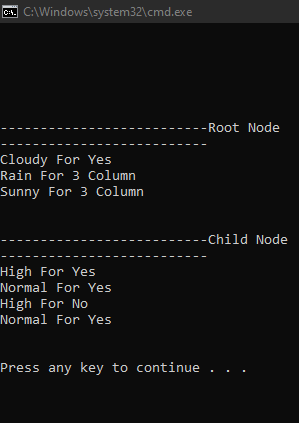 C:\Windows\system32\cmd.exe
--------------------------Root Node
--------------------------
Cloudy For Yes
Rain For 3 Column
Sunny For 3 Column
--------------------------Child Node
--------------------------
High For Yes
Normal For Yes
High For No
Normal For Yes
Press any key to continue . . .